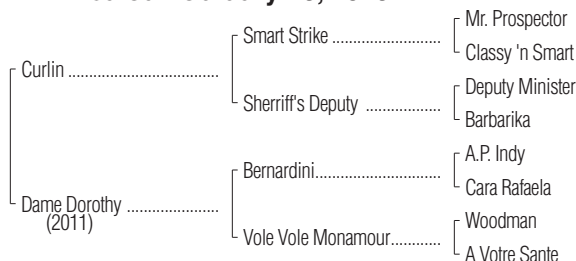 Mr. Prospector
Smart Strike ......................
Classy 'n Smart
Curlin ......................................
Deputy Minister
Sherriff's Deputy ...............
Barbarika
A.P. Indy
Bernardini.........................
Cara Rafaela
Dame Dorothy .......................
(2011)
Woodman
Vole Vole Monamour............
A Votre Sante